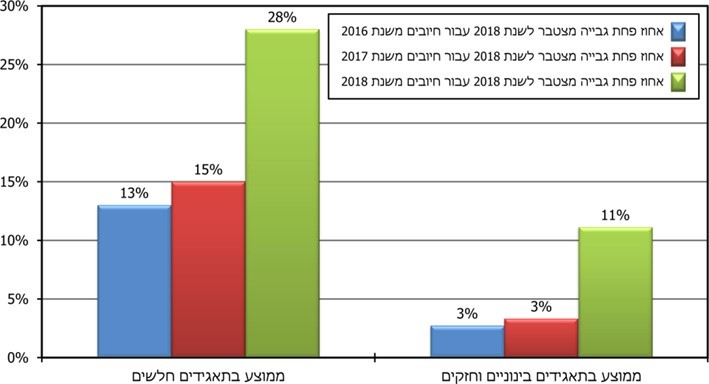 30%
25%
20%
15%
10%
5%
0%
אחוז פחת גבייה מצטבר לשנת 2018 עבור חיובים משנת 2016
אחוז פחת גבייה מצטבר לשנת 2018 עבור חיובים משנת 2017
אחוז פחת גבייה מצטבר לשנת 2018 עבור חיובים משנת 2018
13%
15%
28%
3%
3%
11%
ממוצע בתאגידים חלשים
ממוצע בתאגידים בינוניים וחזקים